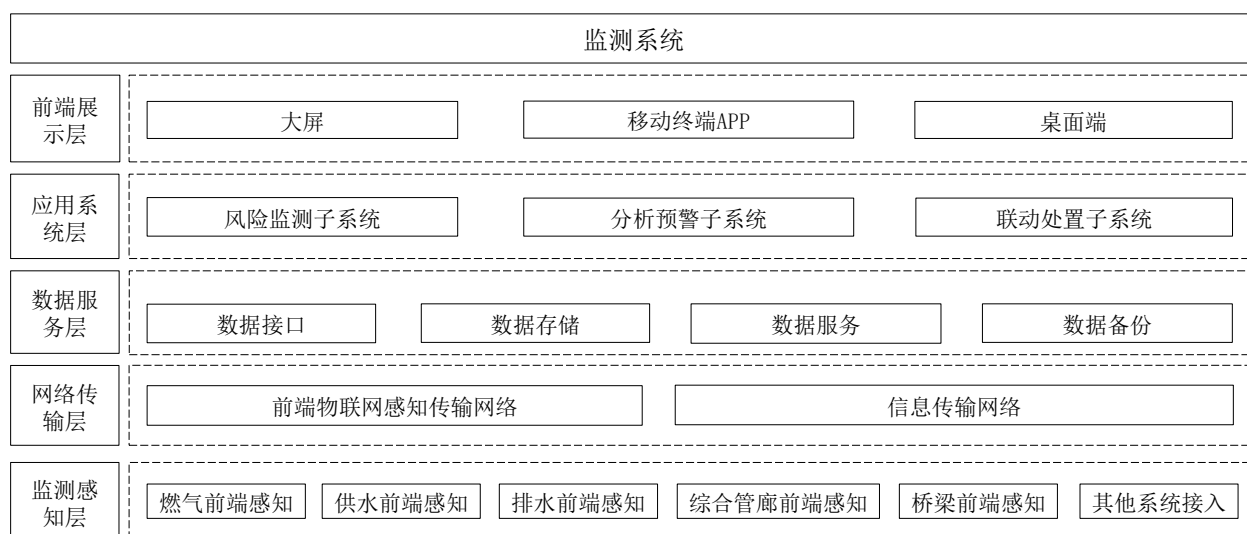 监测系统
前端展
示层
大屏
移动终端APP
桌面端
应用系
统层
风险监测子系统
分析预警子系统
联动处置子系统
数据服
务层
数据接口
数据存储
数据服务
数据备份
网络传
输层
前端物联网感知传输网络
信息传输网络
监测感
知层
燃气前端感知
供水前端感知
排水前端感知
综合管廊前端感知
桥梁前端感知
其他系统接入